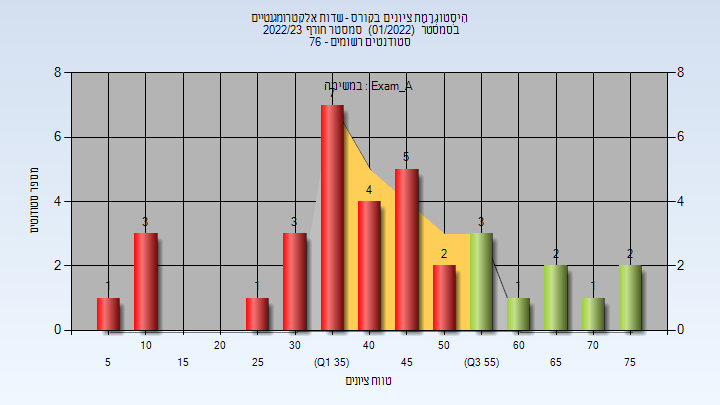 היסטוגרמת ציונים בקורס - שדות אלקטרומגנטיים
בסמסטר (01/2022) סמסטר חורף 2022/23
סטודנטים רשומים - 76
במשימה : Exam_A
מספר סטודנטים
8 8
6 6
4 4
2 2
0 0
1 3 1 3 7 4 5 2 3 1 2 1 2
10 20 30 40 50 60 70
5 15 25 (Q1 35) 45 (Q3 55) 65 75
טווח ציונים